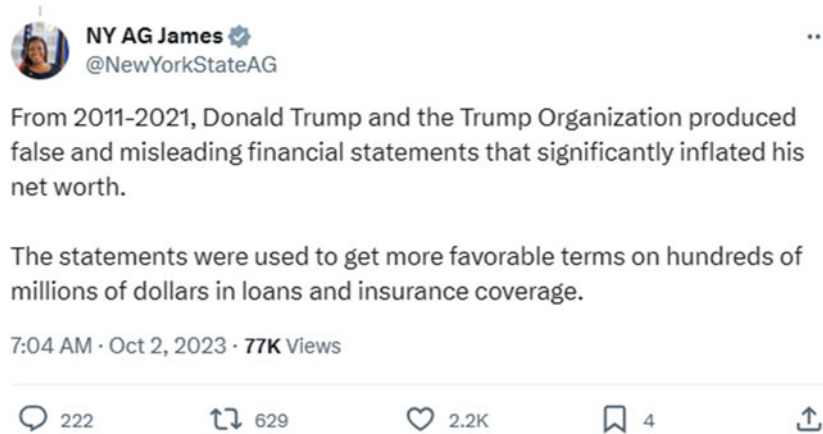 NY AG James
@NewYorkStateAG
From 2011-2021, Donald Trump and the Trump Organization produced
false and misleading financial statements that significantly inflated his
net worth.
The statements were used to get more favorable terms on hundreds of
millions of dollars in loans and insurance coverage.
7:04 AM · Oct 2, 2023 · 77K Views
222 629 2.2K 4